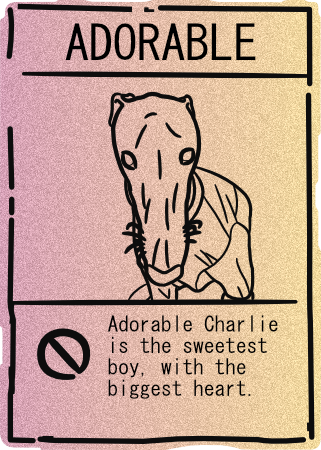 ADORABLE
Adorable Charlie
is the sweetest
boy, with the
biggest heart.